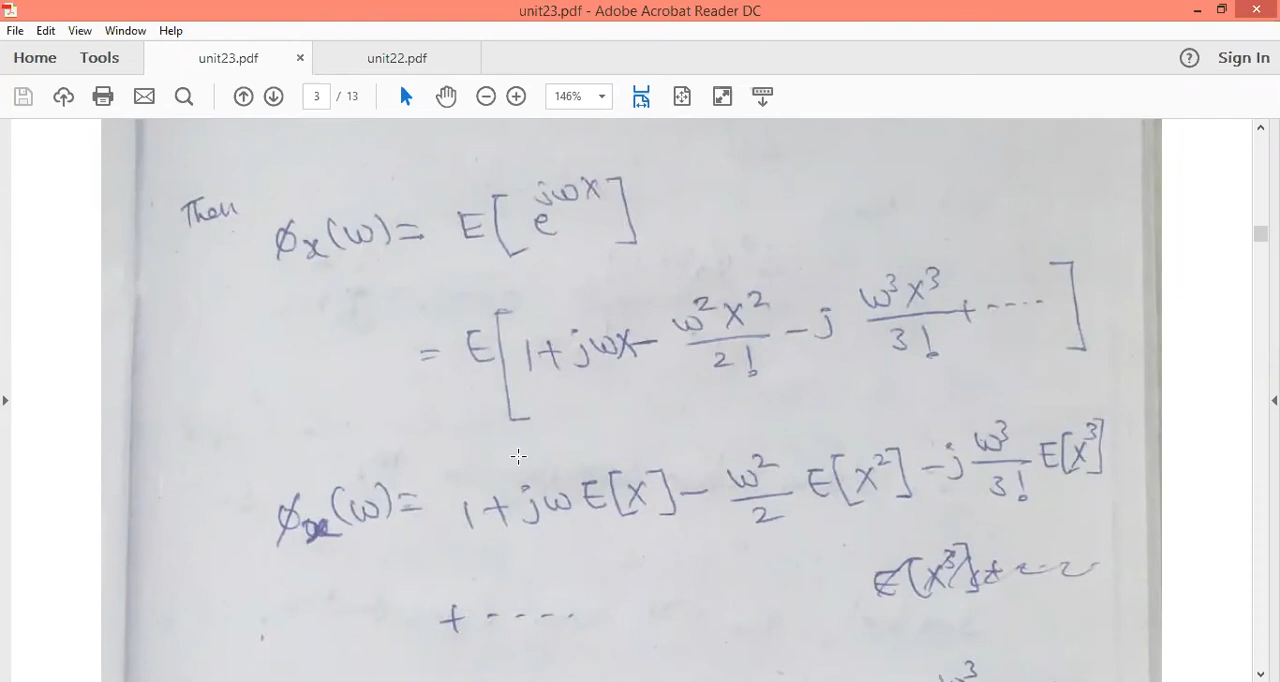 unit23.pdf - Adobe Acrobat Reader DC
File Edit View Window Help
Home Tools unit23.pdf × unit22.pdf ? Sign In
3 / 13 146%
Then ϕₓ(ω) = E[e^{jωX}]
= E[1 + jωX - ω²X²/2! - j ω³X³/3! + ----]
ϕₓ(ω) = 1 + jω E[X] - ω²/2 E[X²] - j ω³/3! E[X³]
E[X³] + ---
+ ----
ω³